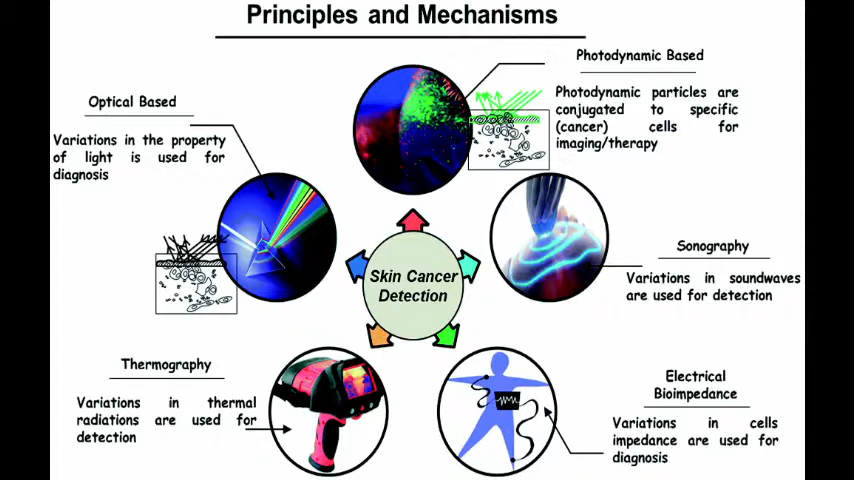 Principles and Mechanisms
Photodynamic Based
Photodynamic particles are
conjugated to specific
(cancer) cells for
imaging/therapy
Optical Based
Variations in the property
of light is used for
diagnosis
Skin Cancer
Detection
Sonography
Variations in soundwaves
are used for detection
Thermography
Variations in thermal
radiations are used for
detection
Electrical
Bioimpedance
Variations in cells
impedance are used for
diagnosis